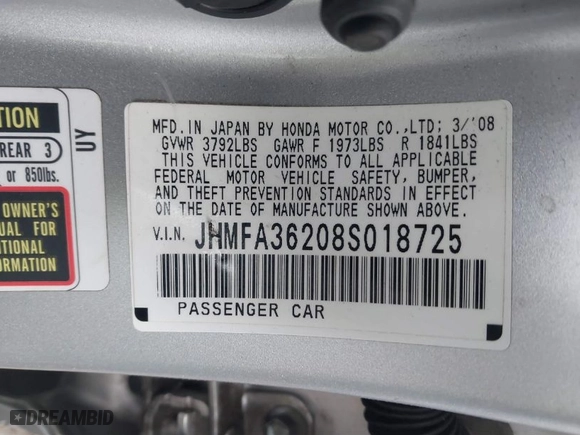 TION
REAR 3
or 850lbs.
OWNER'S
UAL FOR
TIONAL
FORMATION
UY
MFD.IN JAPAN BY HONDA MOTOR CO.,LTD; 3/'08
GVWR 3792LBS GAWR F 1973LBS R 1841LBS
THIS VEHICLE CONFORMS TO ALL APPLICABLE
FEDERAL MOTOR VEHICLE SAFETY, BUMPER,
AND THEFT PREVENTION STANDARDS IN EFFECT
ON THE DATE OF MANUFACTURE SHOWN ABOVE.
V.I.N. JHMFA36208S018725
PASSENGER CAR
DREAMBID